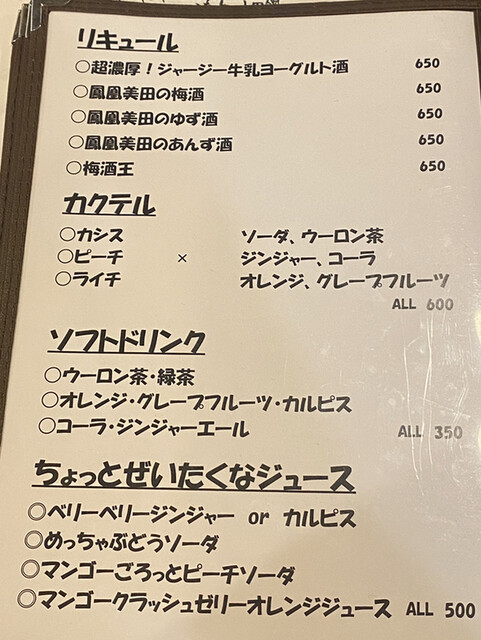 リキュール
○超濃厚！ジャージー牛乳ヨーグルト酒 650
○鳳凰美田の梅酒 650
○鳳凰美田のゆず酒 650
○鳳凰美田のあんず酒 650
○梅酒王 650
カクテル
○カシス ソーダ、ウーロン茶
○ピーチ × ジンジャー、コーラ
○ライチ オレンジ、グレープフルーツ
ALL 600
ソフトドリンク
○ウーロン茶・緑茶
○オレンジ・グレープフルーツ・カルピス
○コーラ・ジンジャーエール ALL 350
ちょっとぜいたくなジュース
○ベリーベリージンジャー or カルピス
○めっちゃぶどうソーダ
○マンゴーごろっとピーチソーダ
○マンゴークラッシュゼリーオレンジジュース ALL 500